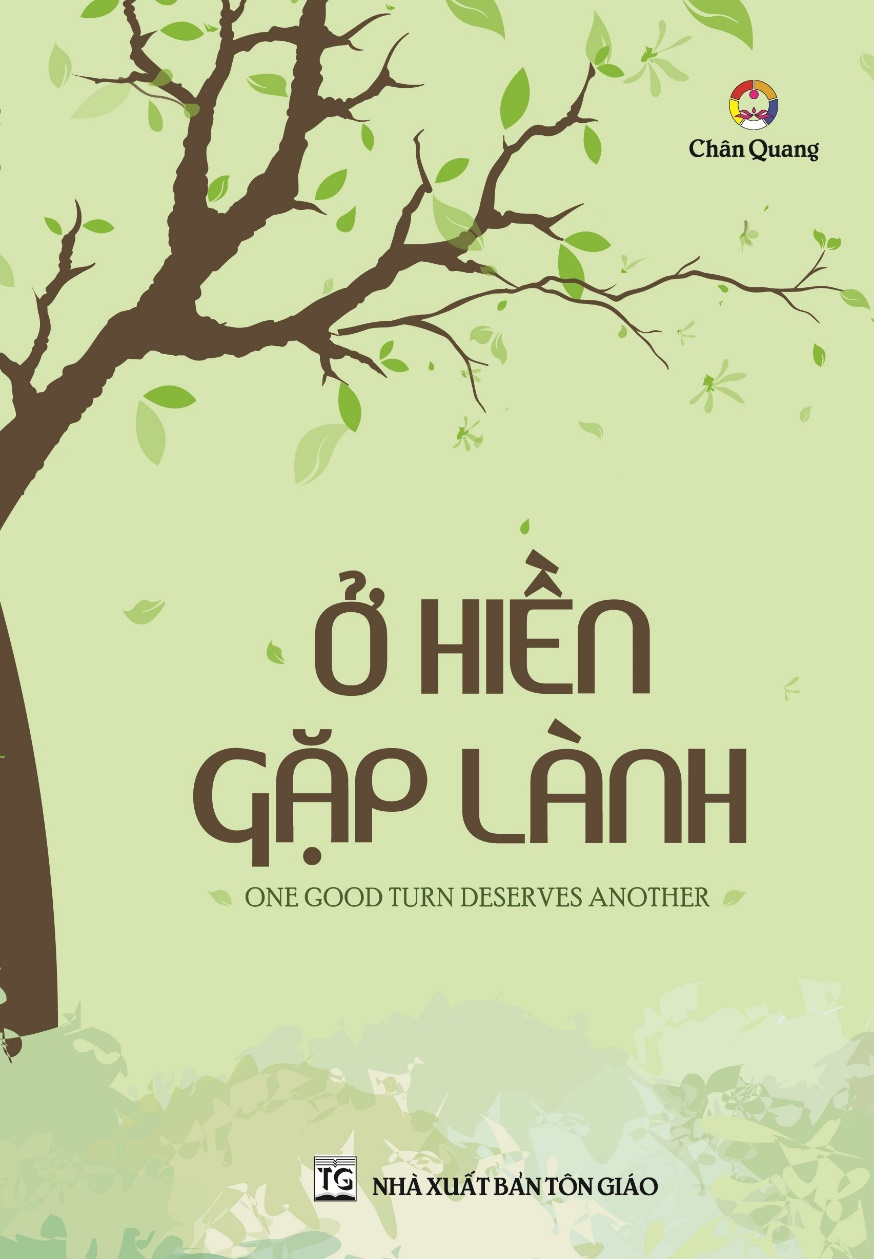 Chân Quang
Ở HIỀN
GẶP LÀNH
ONE GOOD TURN DESERVES ANOTHER
TG
NHÀ XUẤT BẢN TÔN GIÁO